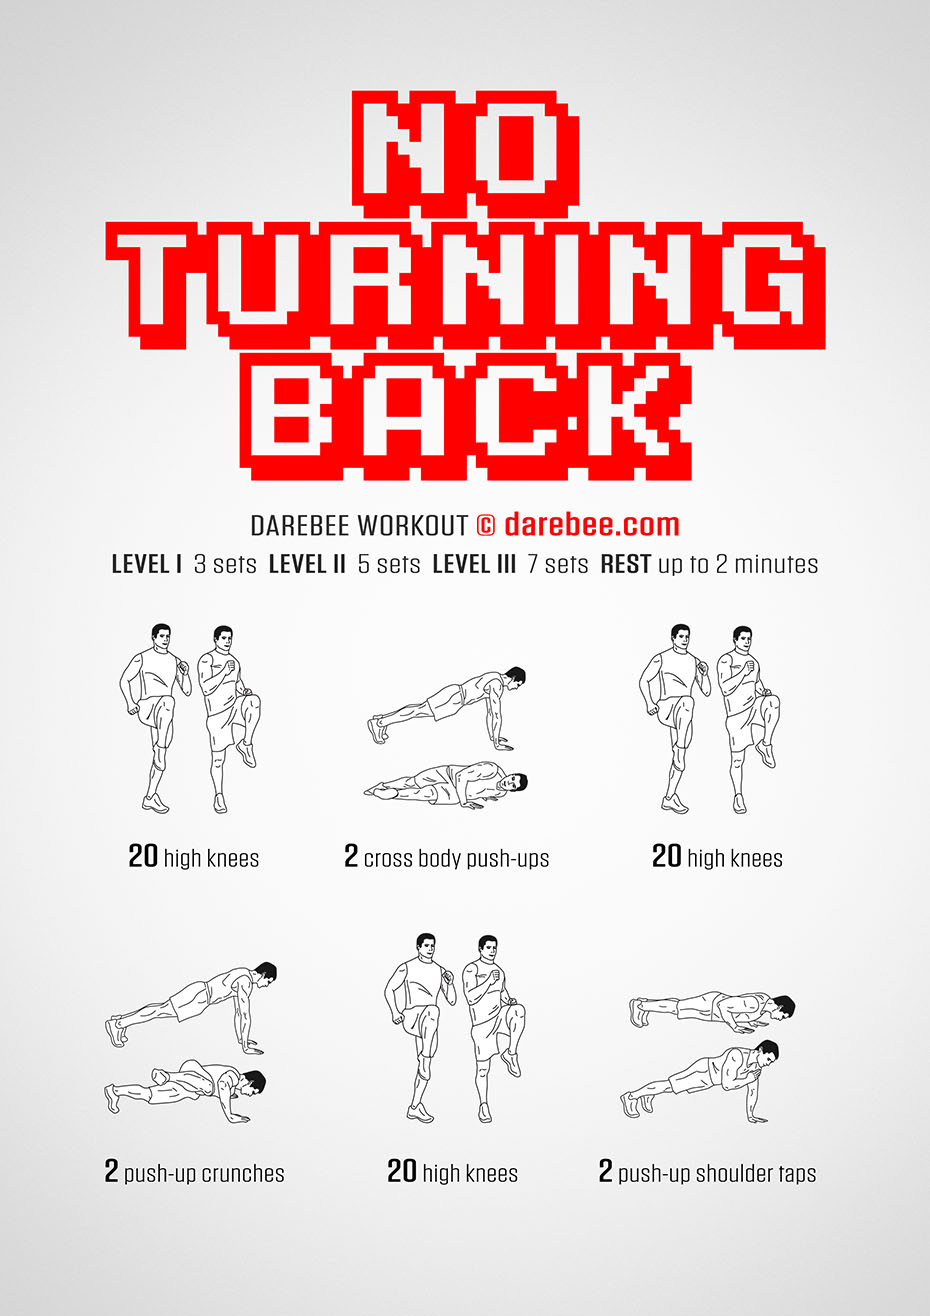 NO
TURNING
BACK
DAREBEE WORKOUT © darebee.com
LEVEL I 3 sets LEVEL II 5 sets LEVEL III 7 sets REST up to 2 minutes
20 high knees
2 cross body push-ups
20 high knees
2 push-up crunches
20 high knees
2 push-up shoulder taps